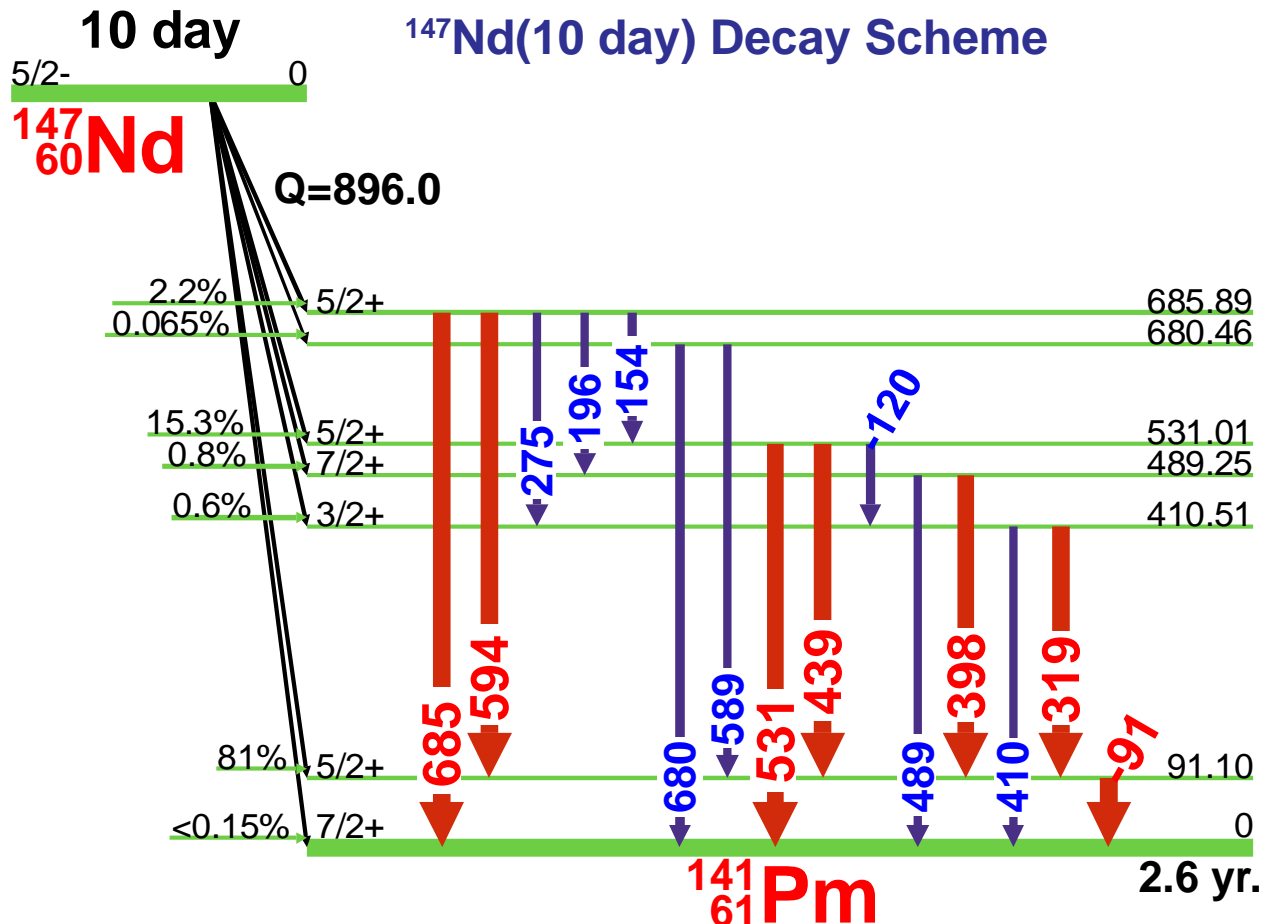 10 day
147Nd(10 day) Decay Scheme
5/2- 0
147
60Nd
Q=896.0
2.2% 5/2+ 685.89
0.065% 680.46
15.3% 5/2+ 531.01
0.8% 7/2+ 489.25
0.6% 3/2+ 410.51
154
196
275
120
685
594
680
589
531
439
489
398
410
319
91
81% 5/2+ 91.10
<0.15% 7/2+ 0
141
61Pm
2.6 yr.